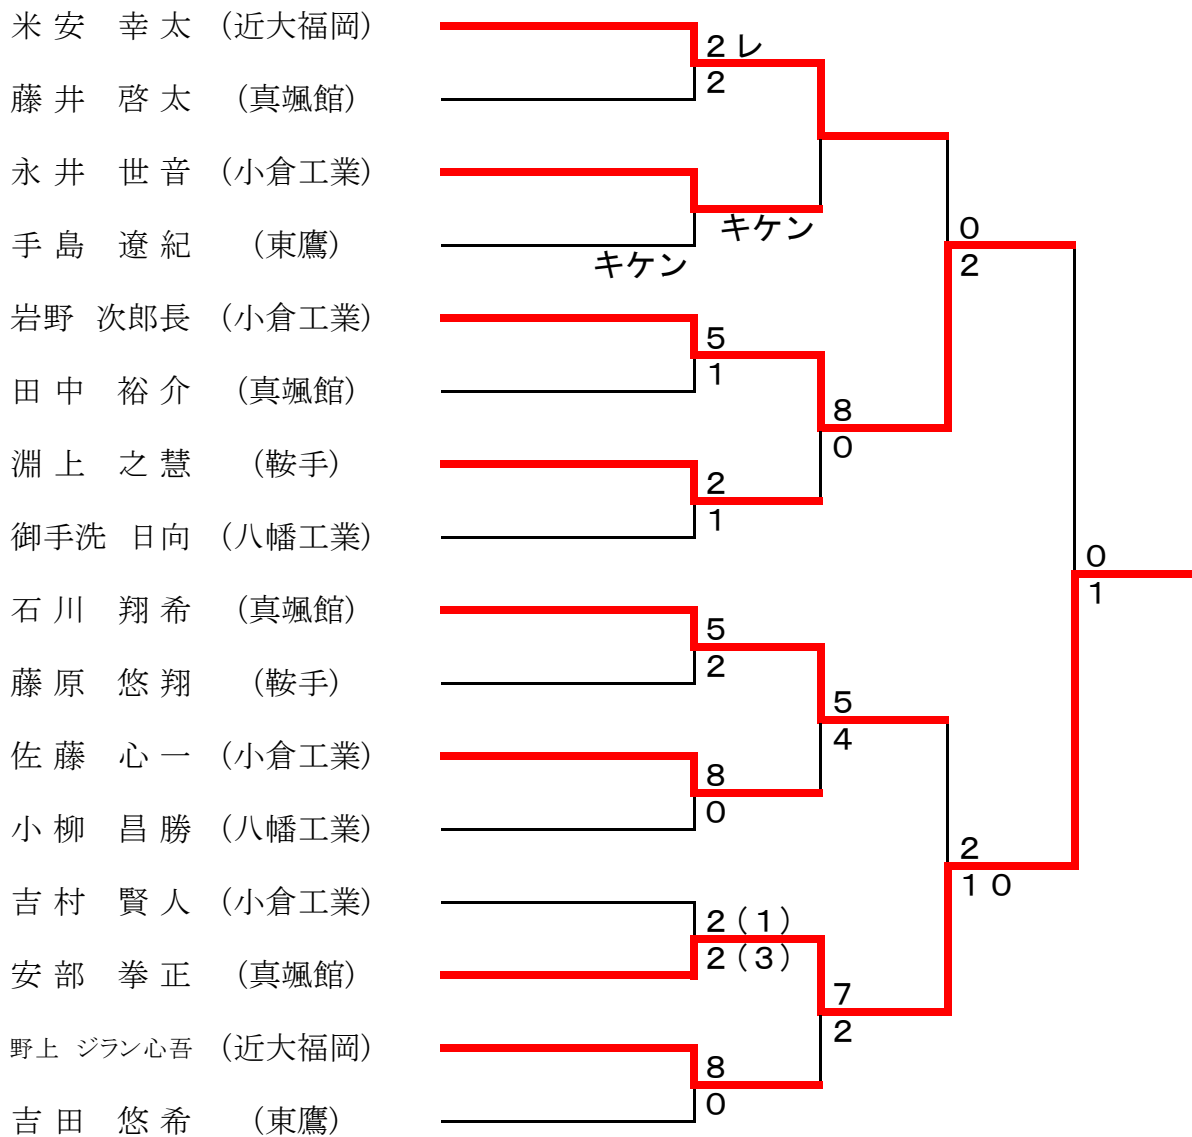 米安 幸太 (近大福岡)
2レ
2
藤井 啓太 (真颯館)
永井 世音 (小倉工業)
キケン
手島 遼紀 (東鷹)
キケン
0
2
岩野 次郎長 (小倉工業)
5
1
田中 裕介 (真颯館)
8
0
淵上 之慧 (鞍手)
2
1
御手洗 日向 (八幡工業)
0
1
石川 翔希 (真颯館)
5
2
藤原 悠翔 (鞍手)
5
4
佐藤 心一 (小倉工業)
8
0
小柳 昌勝 (八幡工業)
2
10
吉村 賢人 (小倉工業)
2(1)
2(3)
安部 拳正 (真颯館)
7
2
野上 ジラン心吾 (近大福岡)
8
0
吉田 悠希 (東鷹)